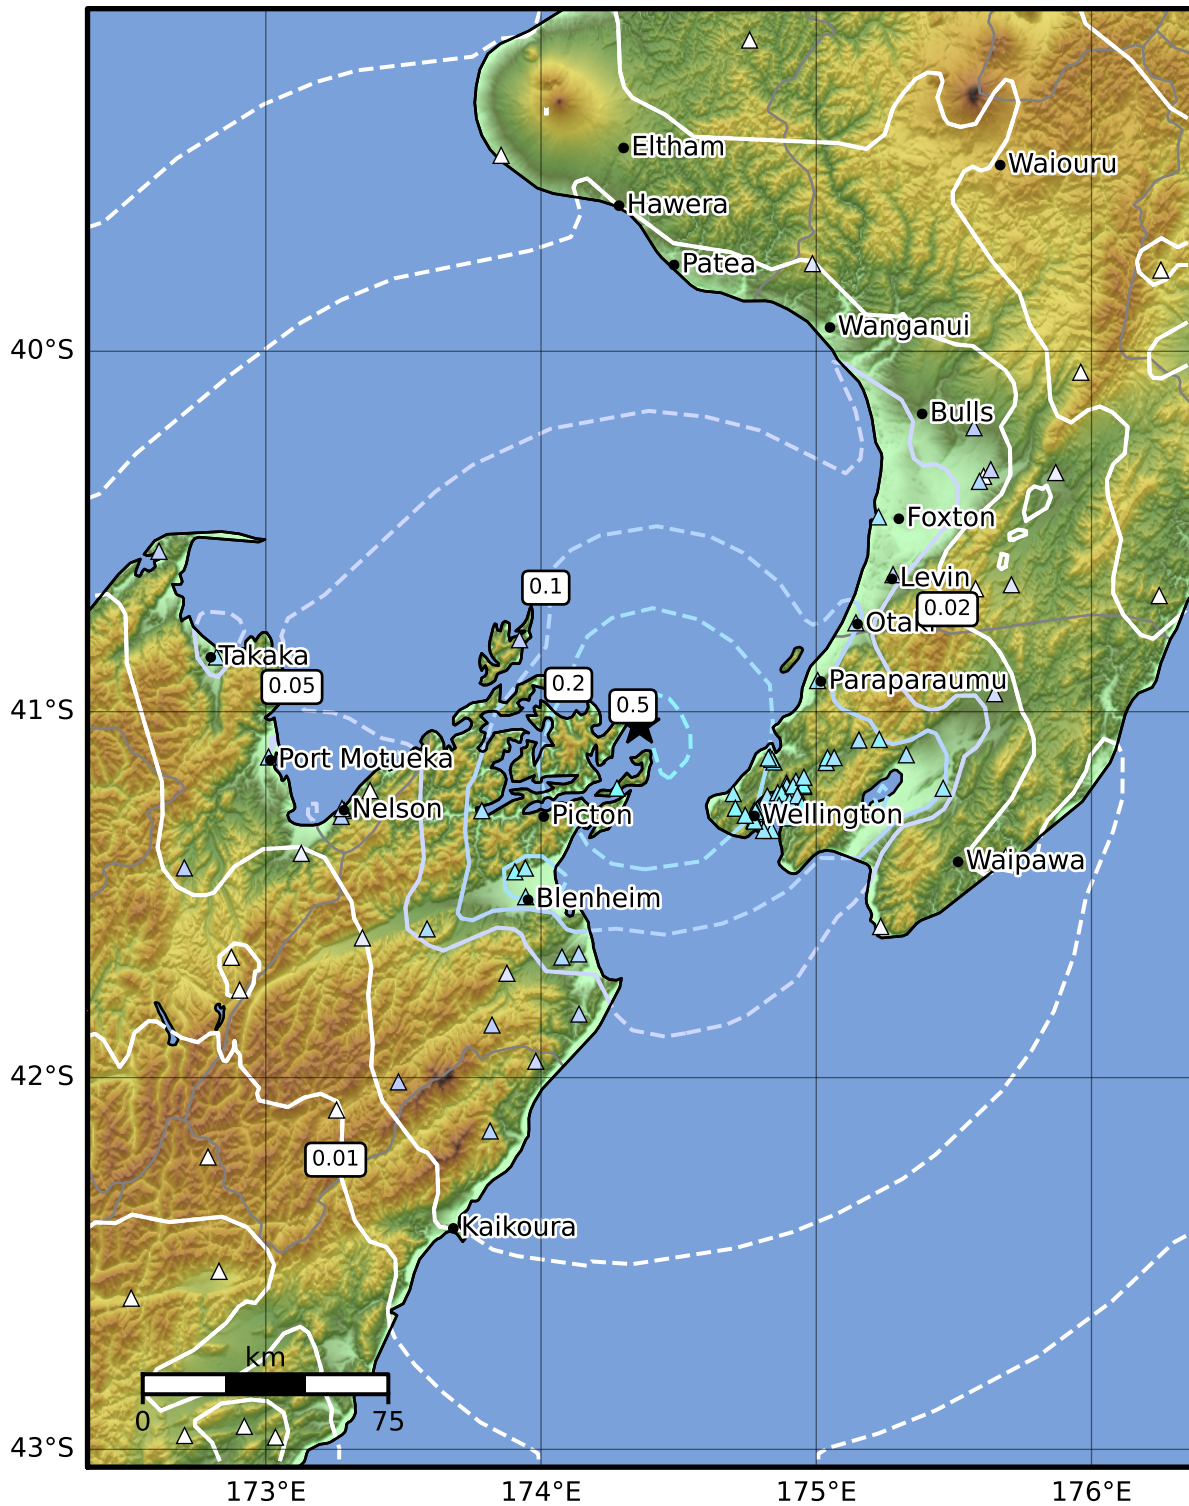 Eltham
Waiouru
Hawera
Patea
Wanganui
40°S
Bulls
Foxton
Levin
0.1
0.02
Otaki
Takaka
0.05
0.2
Paraparaumu
0.5
41°S
Port Motueka
Nelson
Picton
Wellington
Waipawa
Blenheim
42°S
0.01
Kaikoura
km
0 75
43°S
173°E 174°E 175°E 176°E